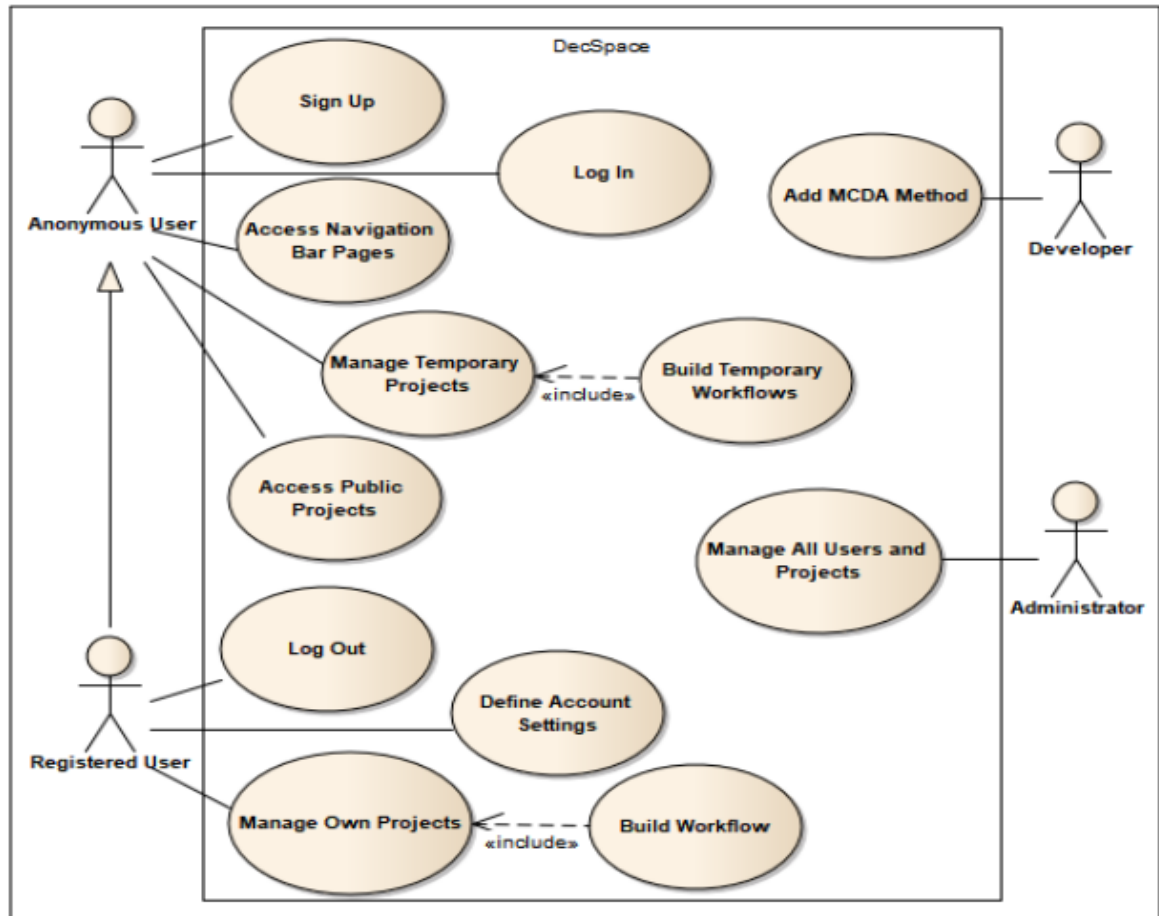 DecSpace
Sign Up
Log In
Add MCDA Method
Anonymous User
Developer
Access Navigation
Bar Pages
Manage Temporary
Projects
«include»
Build Temporary
Workflows
Access Public
Projects
Manage All Users and
Projects
Administrator
Log Out
Define Account
Settings
Registered User
Manage Own Projects
«include»
Build Workflow